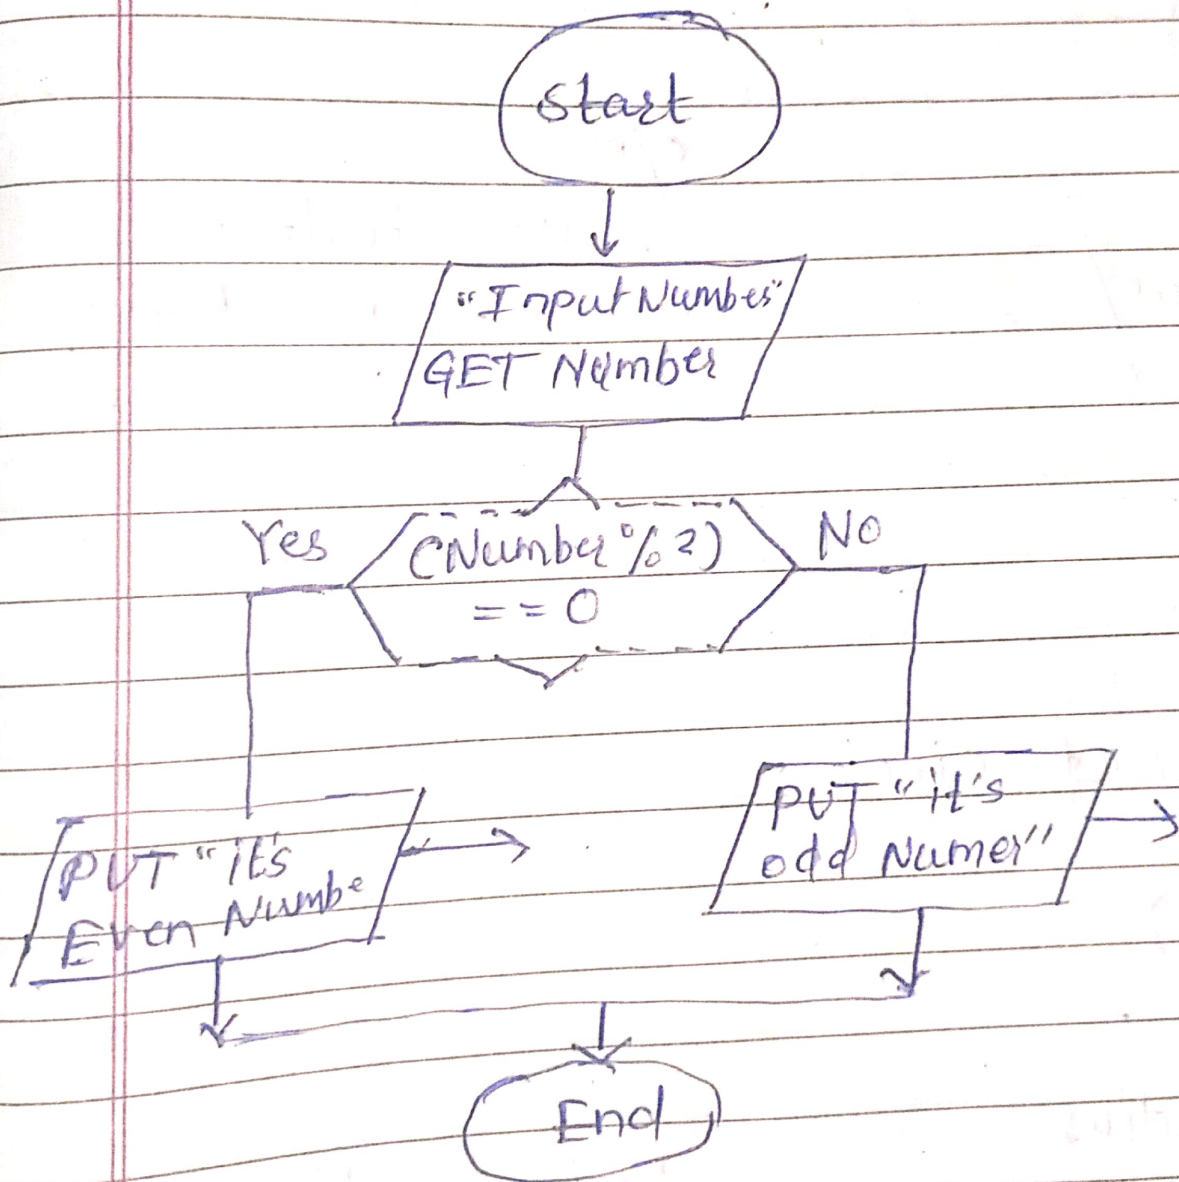 Start
"Input Number"
GET Number
Yes
(Number % 2)
== 0
No
PUT "it's
Even Numbe
PUT "it's
odd Numer"
End